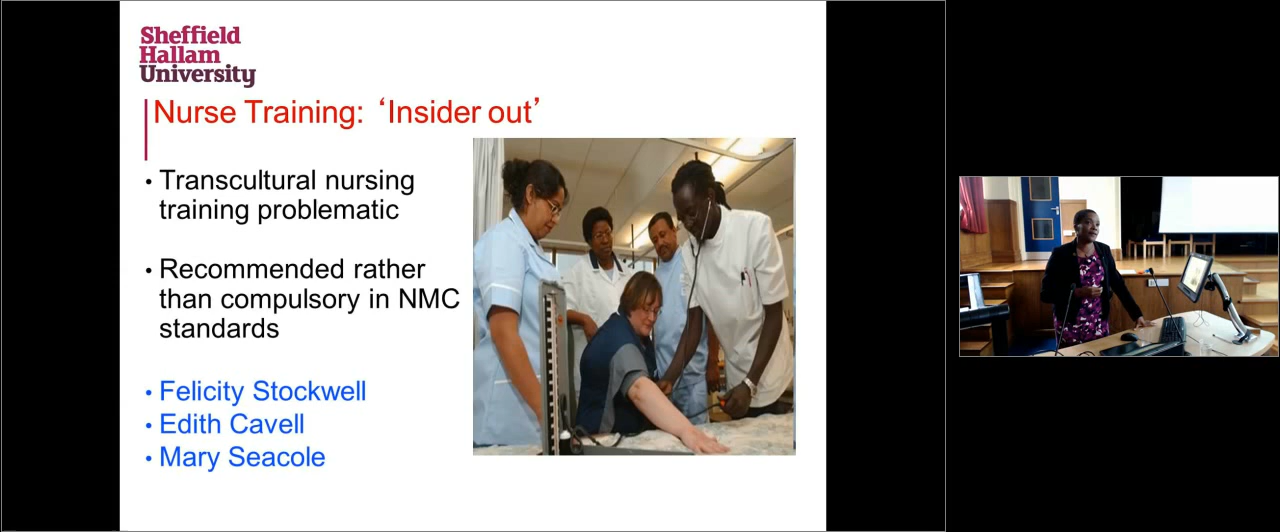 Sheffield
Hallam
University
Nurse Training: ‘Insider out’
• Transcultural nursing
training problematic
• Recommended rather
than compulsory in NMC
standards
• Felicity Stockwell
• Edith Cavell
• Mary Seacole